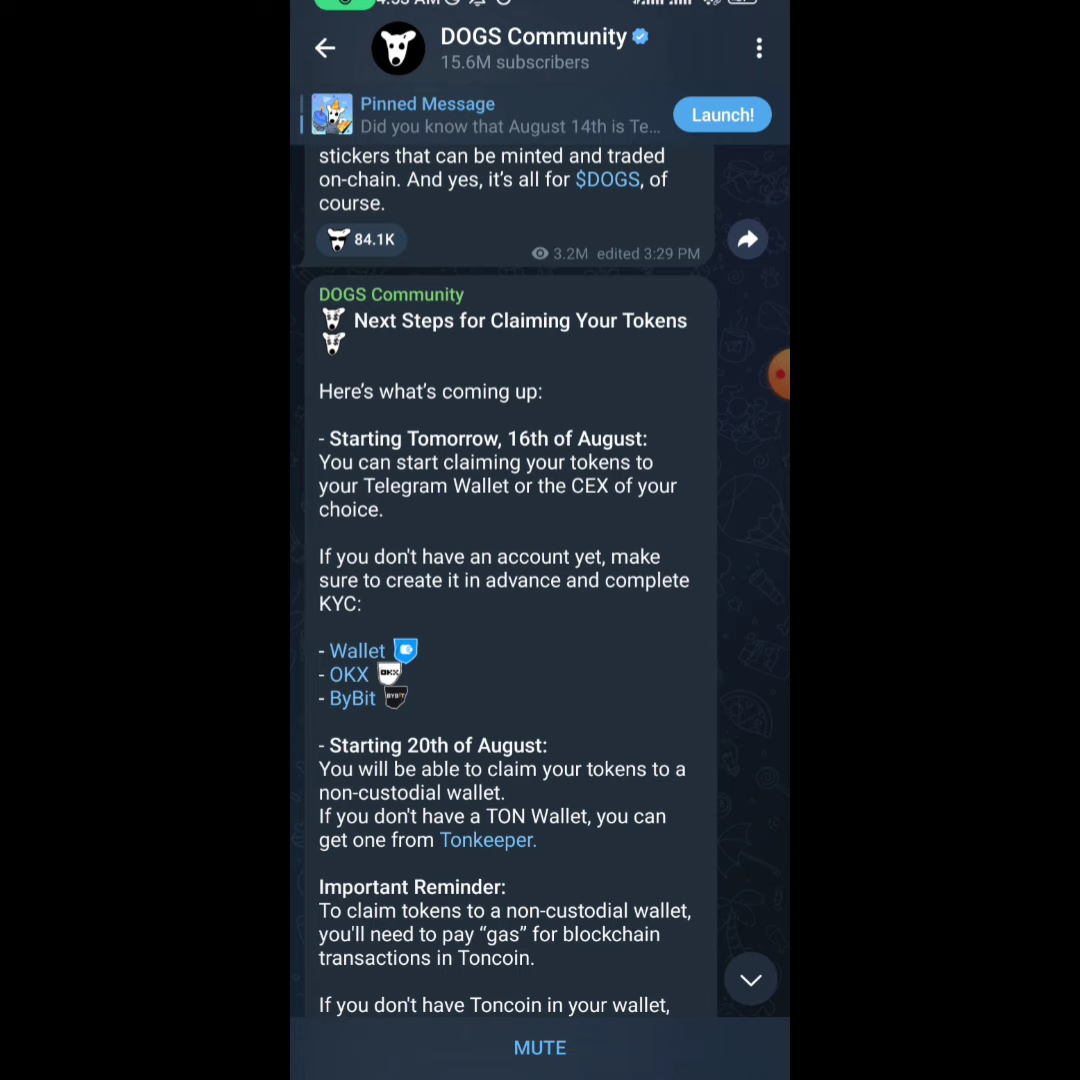 DOGS Community
15.6M subscribers
Pinned Message
Did you know that August 14th is Te...
Launch!
stickers that can be minted and traded
on-chain. And yes, it’s all for $DOGS, of
course.
84.1K
3.2M edited 3:29 PM
DOGS Community
Next Steps for Claiming Your Tokens
Here’s what’s coming up:
- Starting Tomorrow, 16th of August:
You can start claiming your tokens to
your Telegram Wallet or the CEX of your
choice.
If you don't have an account yet, make
sure to create it in advance and complete
KYC:
- Wallet
- OKX OKX
- ByBit BYBIT
- Starting 20th of August:
You will be able to claim your tokens to a
non-custodial wallet.
If you don't have a TON Wallet, you can
get one from Tonkeeper.
Important Reminder:
To claim tokens to a non-custodial wallet,
you'll need to pay “gas” for blockchain
transactions in Toncoin.
If you don't have Toncoin in your wallet,
MUTE